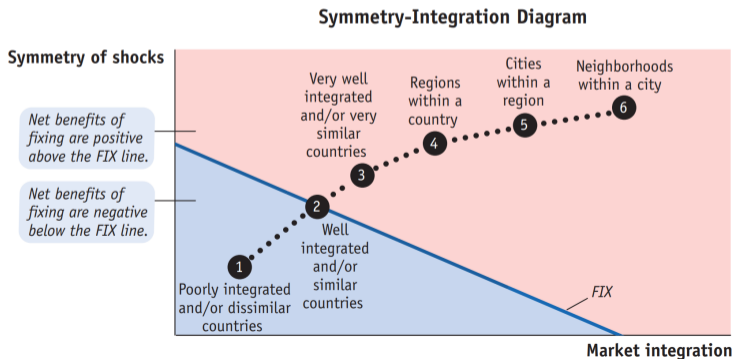 Symmetry-Integration Diagram
Symmetry of shocks
Net benefits of
fixing are positive
above the FIX line.
Net benefits of
fixing are negative
below the FIX line.
1
Poorly integrated
and/or dissimilar
countries
2
Well
integrated
and/or
similar
countries
Very well
integrated
and/or very
similar
countries
3
Regions
within a
country
4
Cities
within a
region
5
Neighborhoods
within a city
6
FIX
Market integration